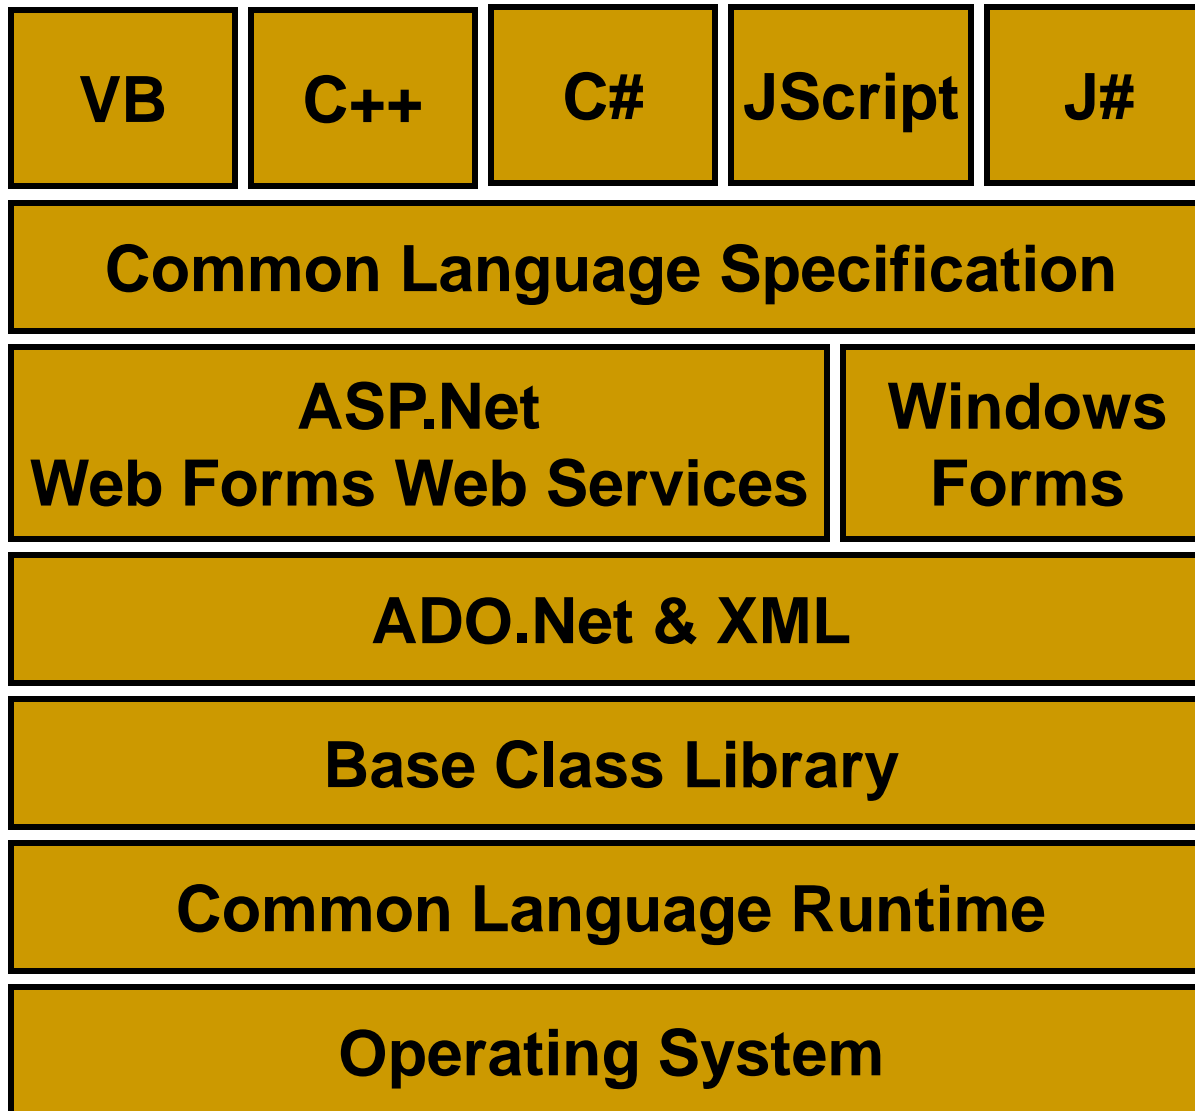 VB
C++
C#
JScript
J#
Common Language Specification
ASP.Net
Web Forms Web Services
Windows
Forms
ADO.Net & XML
Base Class Library
Common Language Runtime
Operating System